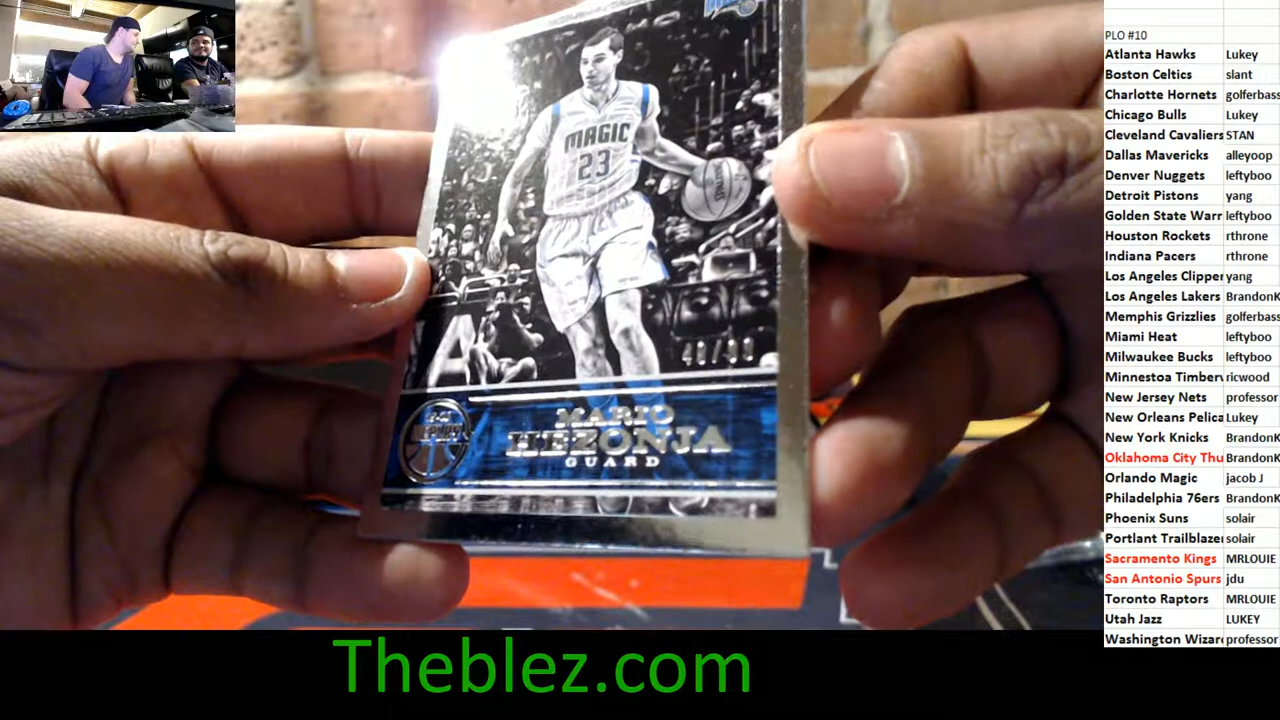 MAGIC
23
MARIO
HEZONJA
GUARD
PLO #10
Atlanta Hawks Lukey
Boston Celtics slant
Charlotte Hornets golferbass
Chicago Bulls Lukey
Cleveland Cavaliers STAN
Dallas Mavericks alleyoop
Denver Nuggets leftyboo
Detroit Pistons yang
Golden State Warr leftyboo
Houston Rockets rthrone
Indiana Pacers rthrone
Los Angeles Clipper yang
Los Angeles Lakers BrandonK
Memphis Grizzlies golferbass
Miami Heat leftyboo
Milwaukee Bucks leftyboo
Minnestoa Timberv ricwood
New Jersey Nets professor
New Orleans Pelica Lukey
New York Knicks BrandonK
Oklahoma City Thu BrandonK
Orlando Magic jacob J
Philadelphia 76ers BrandonK
Phoenix Suns solair
Portlant Trailblazer solair
Sacramento Kings MRLOUIE
San Antonio Spurs jdu
Toronto Raptors MRLOUIE
Utah Jazz LUKEY
Washington Wizard professor
Theblez.com